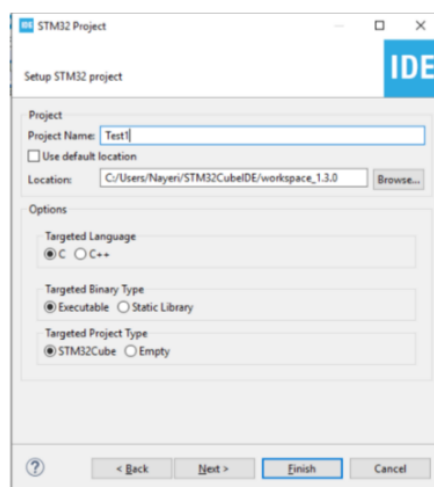 IDE STM32 Project
Setup STM32 project
IDE
Project
Project Name: Test1
Use default location
Location: C:/Users/Nayeri/STM32CubeIDE/workspace_1.3.0 Browse...
Options
Targeted Language
C C++
Targeted Binary Type
Executable Static Library
Targeted Project Type
STM32Cube Empty
? < Back Next > Finish Cancel